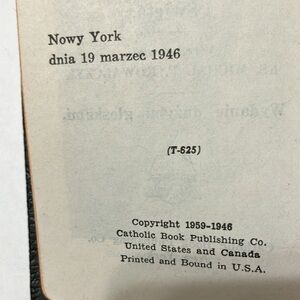 Nowy York
dnia 19 marzec 1946
(T-625)
Copyright 1959-1946
Catholic Book Publishing Co.
United States and Canada
Printed and Bound in U.S.A.